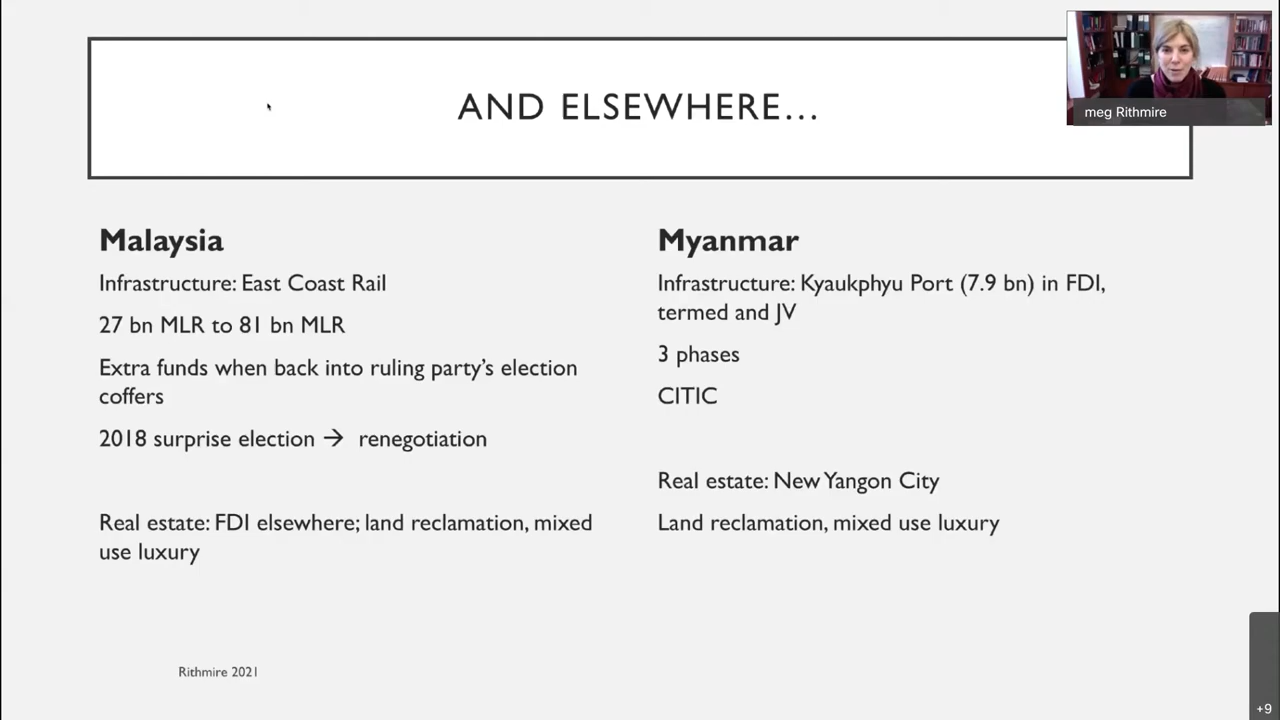 AND ELSEWHERE...
meg Rithmire
Malaysia
Infrastructure: East Coast Rail
27 bn MLR to 81 bn MLR
Extra funds when back into ruling party's election
coffers
2018 surprise election → renegotiation
Real estate: FDI elsewhere; land reclamation, mixed
use luxury
Myanmar
Infrastructure: Kyaukphyu Port (7.9 bn) in FDI,
termed and JV
3 phases
CITIC
Real estate: New Yangon City
Land reclamation, mixed use luxury
Rithmire 2021
+9